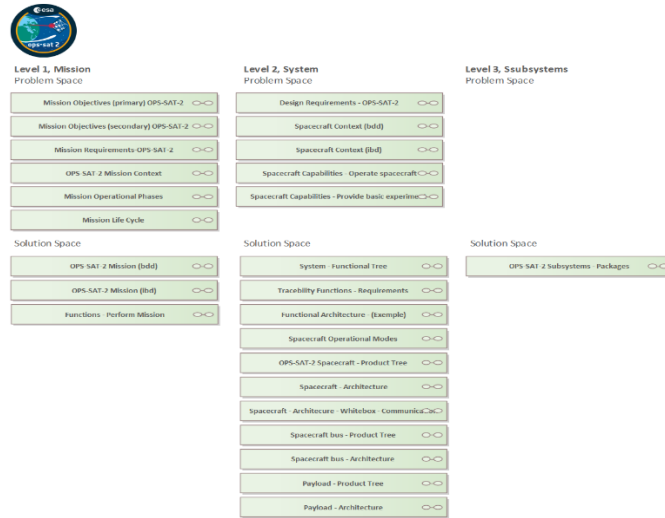 esa
ops-sat 2
Level 1, Mission
Problem Space
Mission Objectives (primary) OPS-SAT-2
Mission Objectives (secondary) OPS-SAT-2
Mission Requirements-OPS-SAT-2
OPS-SAT-2 Mission Context
Mission Operational Phases
Mission Life Cycle
Solution Space
OPS-SAT-2 Mission (bdd)
OPS-SAT-2 Mission (ibd)
Functions - Perform Mission
Level 2, System
Problem Space
Design Requirements - OPS-SAT-2
Spacecraft Context (bdd)
Spacecraft Context (ibd)
Spacecraft Capabilities - Operate spacecraft
Spacecraft Capabilities - Provide basic experime
Solution Space
System - Functional Tree
Tracebility Functions - Requirements
Functional Architecture - (Exemple)
Spacecraft Operational Modes
OPS-SAT-2 Spacecraft - Product Tree
Spacecraft - Architecture
Spacecraft - Architecure - Whitebox - Communica
Spacecraft bus - Product Tree
Spacecraft bus - Architecture
Payload - Product Tree
Payload - Architecture
Level 3, Ssubsystems
Problem Space
Solution Space
OPS-SAT-2 Subsystems - Packages